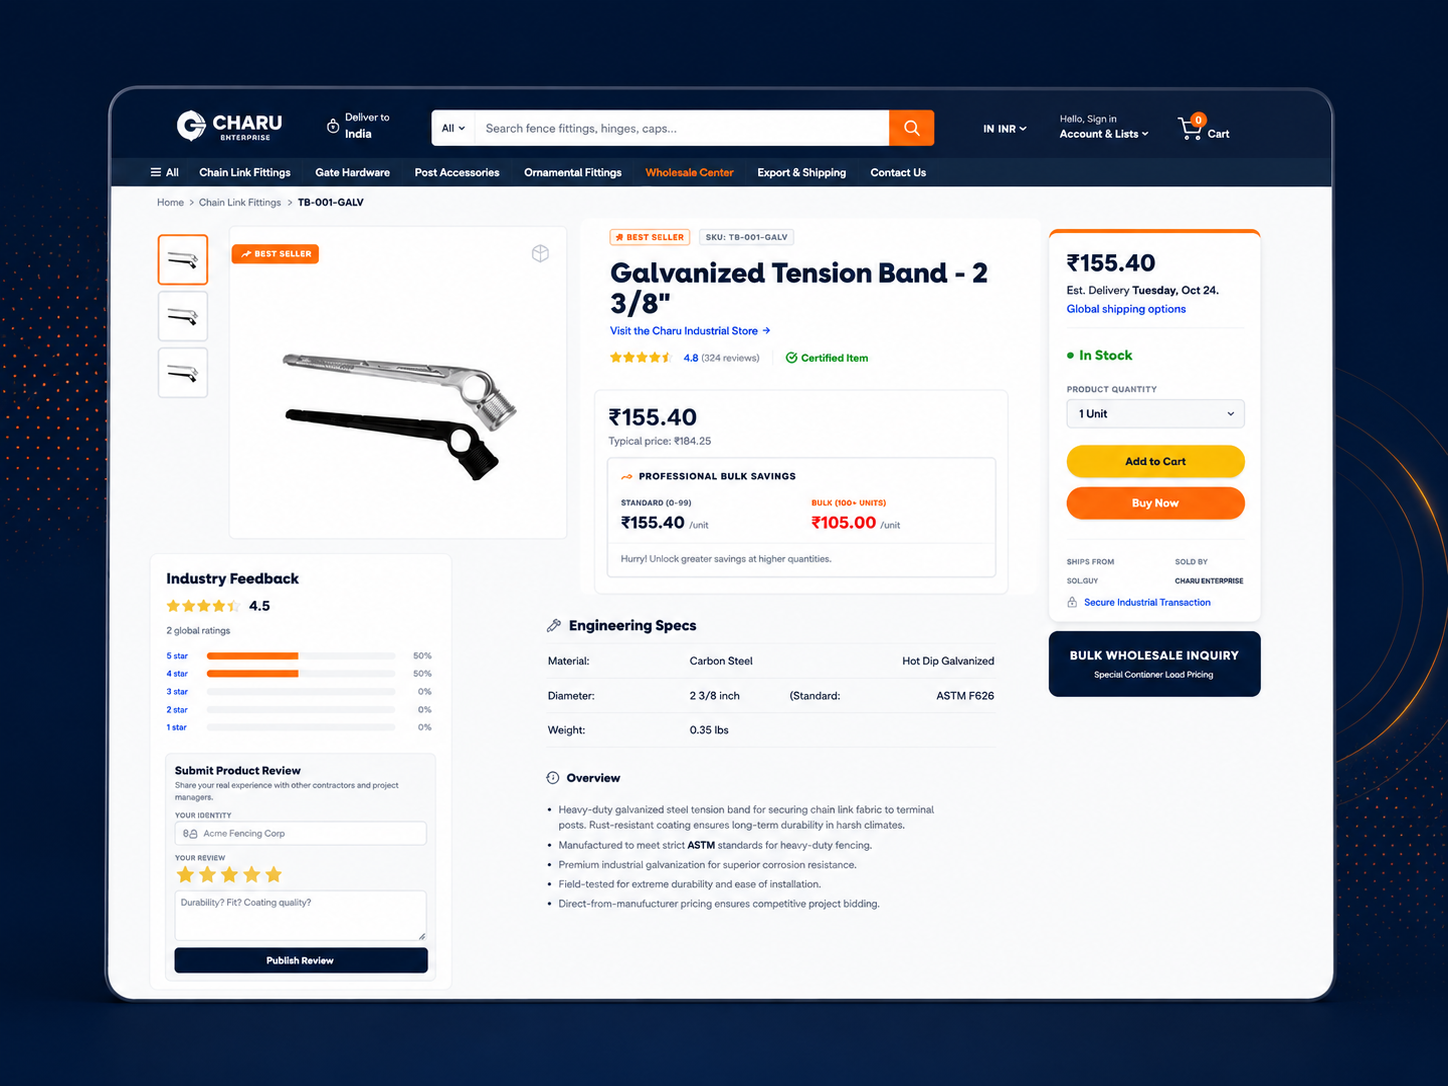 CHARU
ENTERPRISE
Deliver to
India
All
Search fence fittings, hinges, caps...
IN INR
Hello, Sign in
Account & Lists
0
Cart
All
Chain Link Fittings
Gate Hardware
Post Accessories
Ornamental Fittings
Wholesale Center
Export & Shipping
Contact Us
Home > Chain Link Fittings > TB-001-GALV
BEST SELLER
BEST SELLER
SKU: TB-001-GALV
Galvanized Tension Band - 2
3/8"
Visit the Charu Industrial Store →
4.8 (324 reviews)
Certified Item
₹155.40
Typical price: ₹184.25
PROFESSIONAL BULK SAVINGS
STANDARD (0-99)
₹155.40 /unit
BULK (100+ UNITS)
₹105.00 /unit
Hurry! Unlock greater savings at higher quantities.
₹155.40
Est. Delivery Tuesday, Oct 24.
Global shipping options
In Stock
PRODUCT QUANTITY
1 Unit
Add to Cart
Buy Now
SHIPS FROM
SOLD BY
SOL.GUY
CHARU ENTERPRISE
Secure Industrial Transaction
BULK WHOLESALE INQUIRY
Special Contianer Load Pricing
Industry Feedback
4.5
2 global ratings
5 star 50%
4 star 50%
3 star 0%
2 star 0%
1 star 0%
Submit Product Review
Share your real experience with other contractors and project
managers.
YOUR IDENTITY
Acme Fencing Corp
YOUR REVIEW
Durability? Fit? Coating quality?
Publish Review
Engineering Specs
Material: Carbon Steel Hot Dip Galvanized
Diameter: 2 3/8 inch (Standard: ASTM F626
Weight: 0.35 lbs
Overview
• Heavy-duty galvanized steel tension band for securing chain link fabric to terminal
posts. Rust-resistant coating ensures long-term durability in harsh climates.
• Manufactured to meet strict ASTM standards for heavy-duty fencing.
• Premium industrial galvanization for superior corrosion resistance.
• Field-tested for extreme durability and ease of installation.
• Direct-from-manufucturer pricing ensures competitive project bidding.